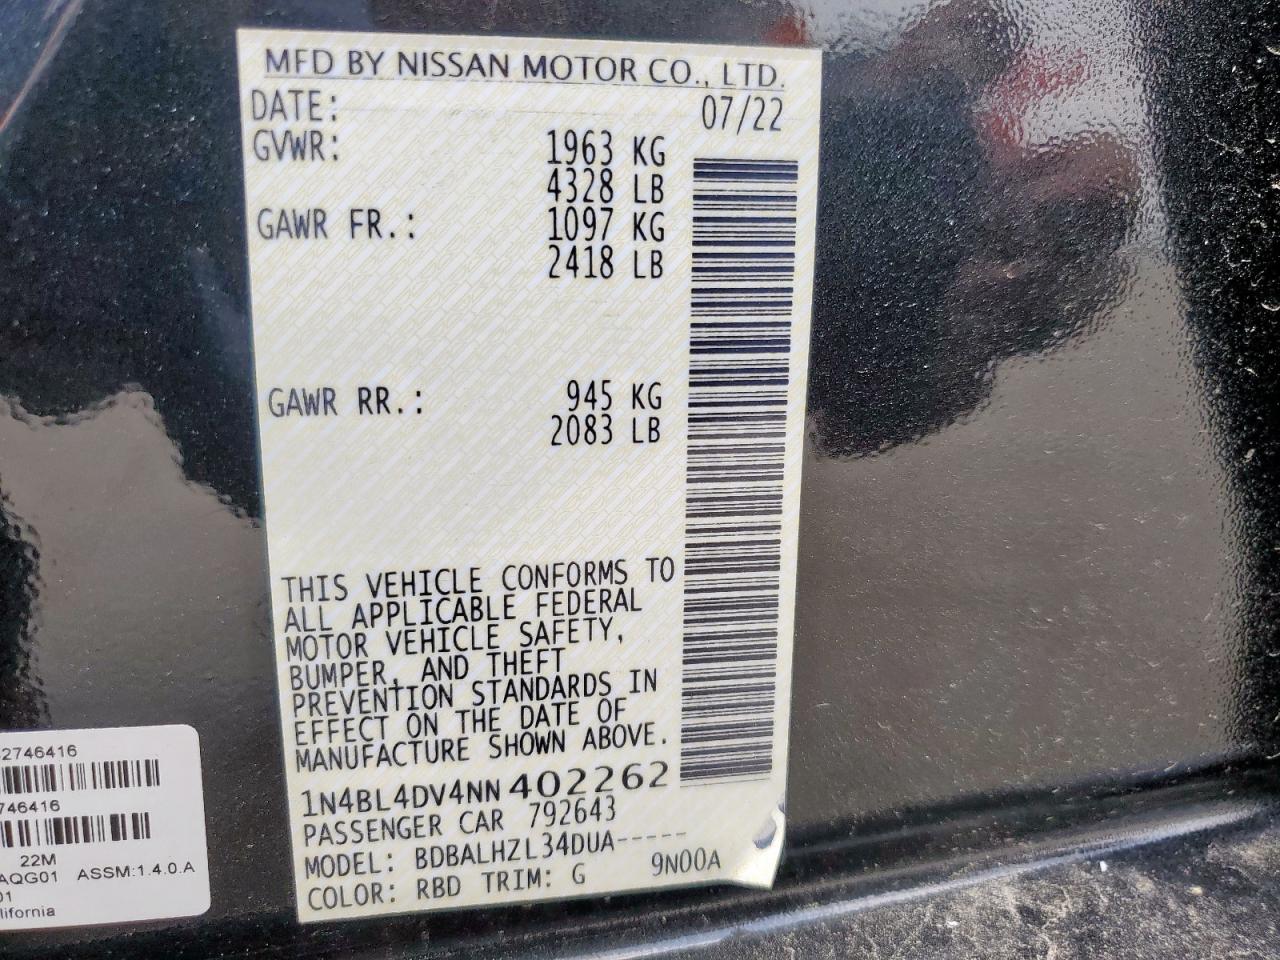 MFD BY NISSAN MOTOR CO., LTD.
DATE: 07/22
GVWR: 1963 KG
4328 LB
GAWR FR.: 1097 KG
2418 LB
GAWR RR.: 945 KG
2083 LB
THIS VEHICLE CONFORMS TO
ALL APPLICABLE FEDERAL
MOTOR VEHICLE SAFETY,
BUMPER, AND THEFT
PREVENTION STANDARDS IN
EFFECT ON THE DATE OF
MANUFACTURE SHOWN ABOVE.
1N4BL4DV4NN402262
PASSENGER CAR 792643
MODEL: BDBALHZL34DUA-----
COLOR: RBD TRIM: G 9N00A
2746416
746416
22M
AQG01 ASSM:1.4.0.A
01
lifornia